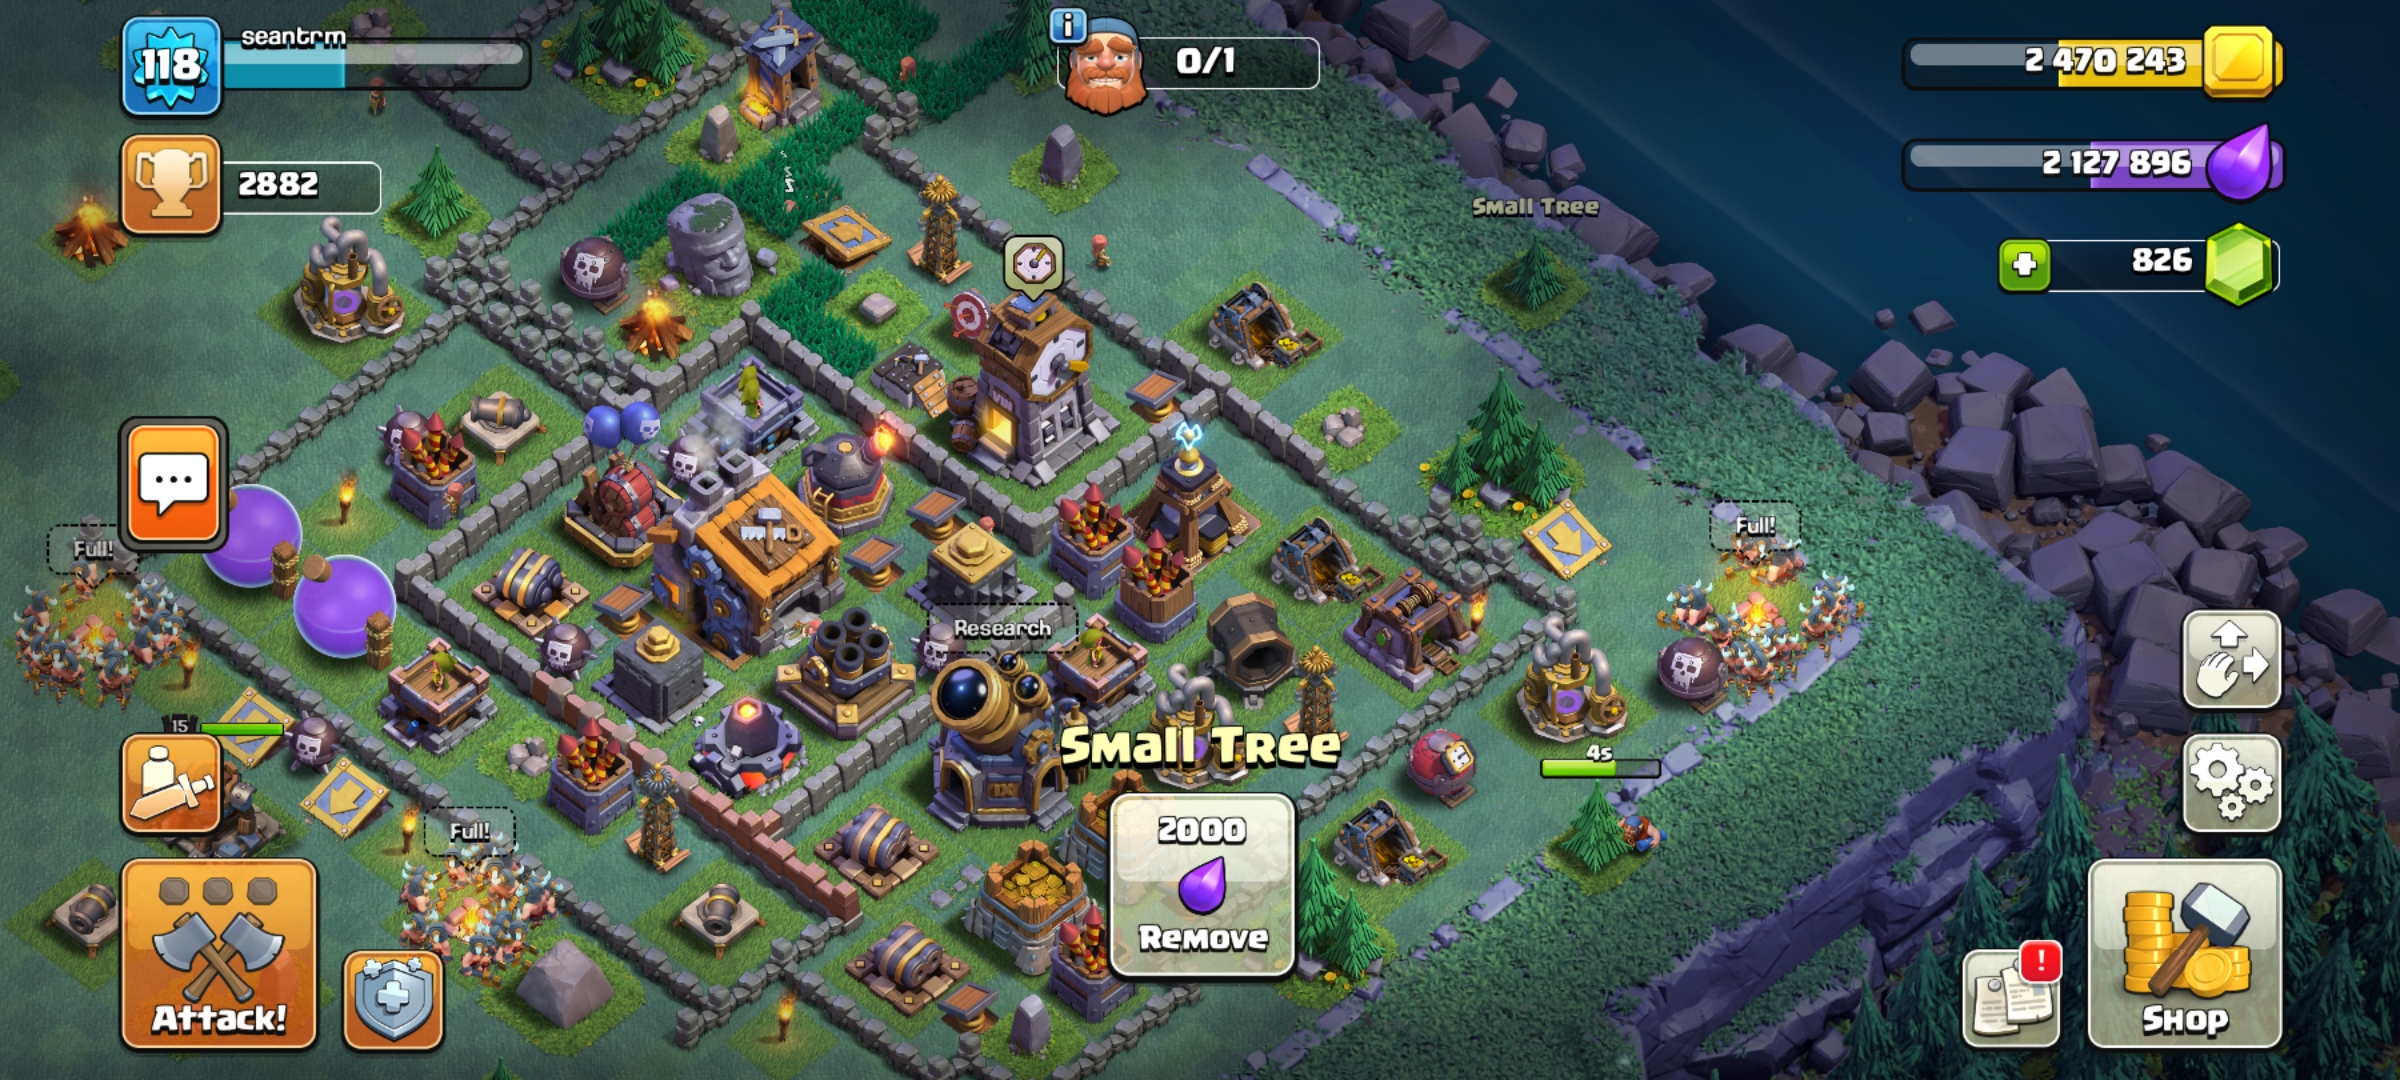 118
seantrm
i
0/1
2 470 243
2882
2 127 896
Small Tree
826
Full!
Full!
Research
15
Small Tree
4s
Full!
2000
Remove
!
Attack!
Shop